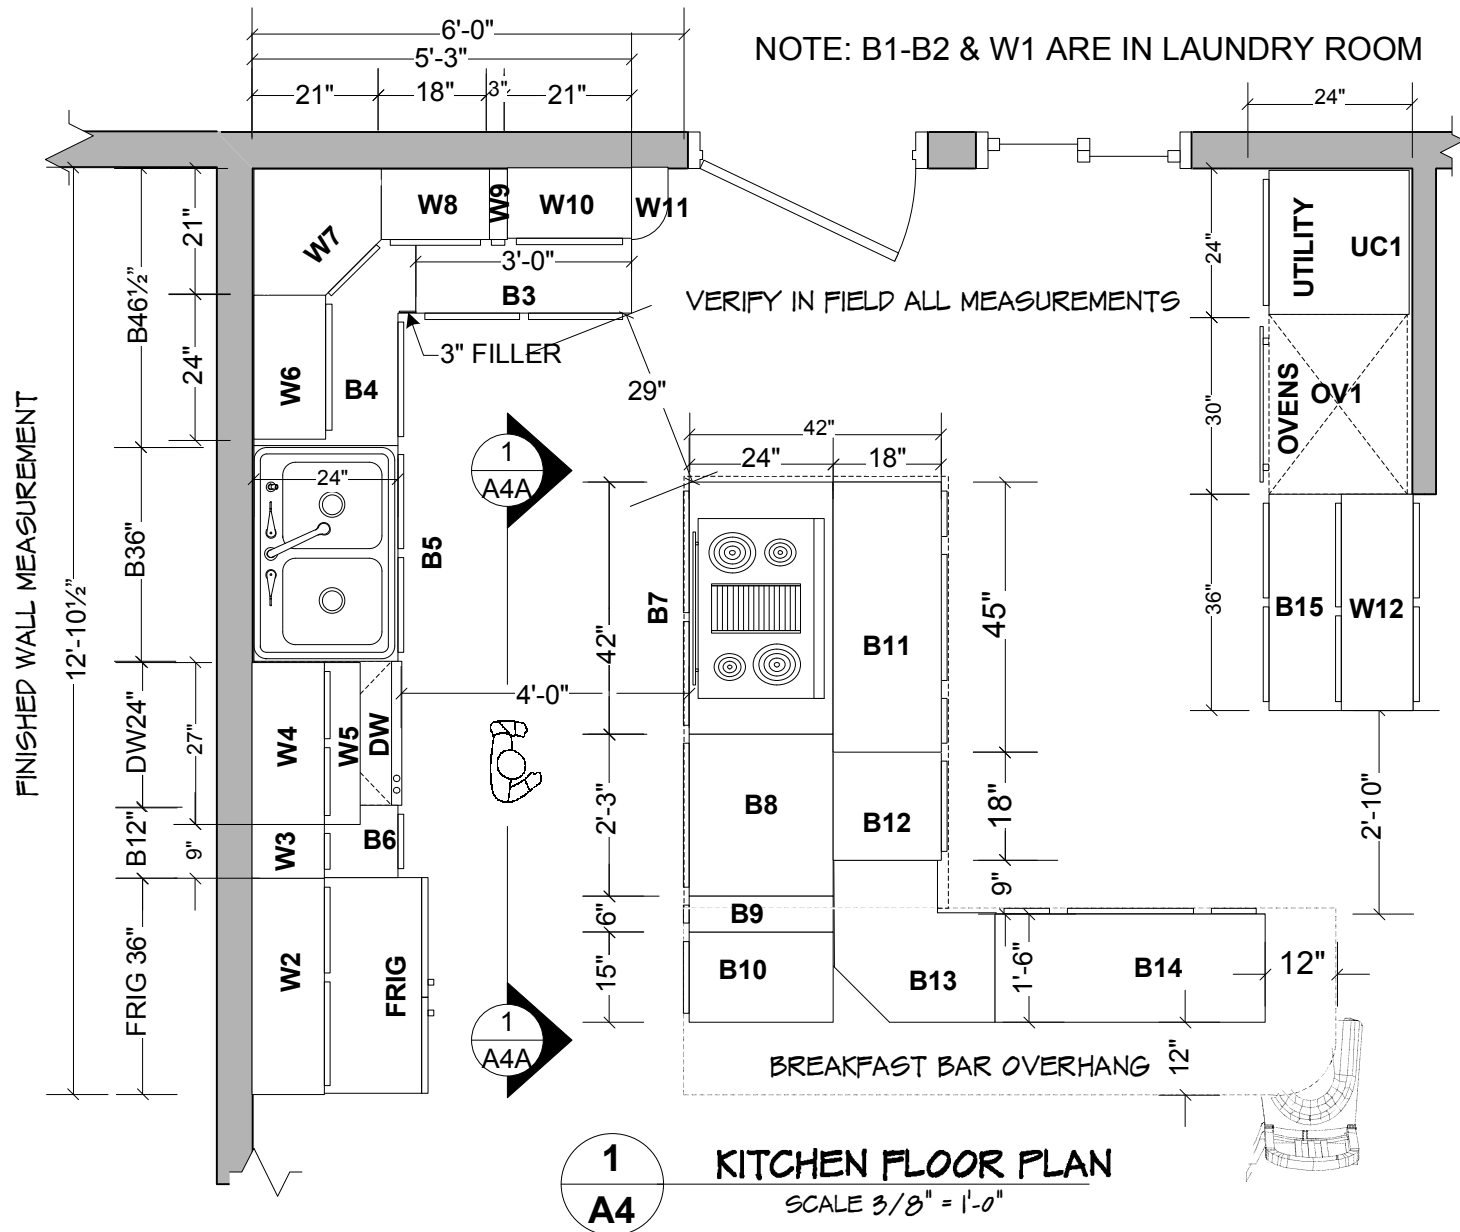 6'-0"
NOTE: B1-B2 & W1 ARE IN LAUNDRY ROOM
5'-3"
21"
18"
3"
21"
24"
W8
W9
W10
W11
W7
3'-0"
B3
UTILITY
UC1
21"
B46½"
24"
24"
VERIFY IN FIELD ALL MEASUREMENTS
3" FILLER
W6
B4
29"
30"
OVENS
OV1
FINISHED WALL MEASUREMENT
12'-10½"
42"
24"
18"
1
A4A
24"
B36"
B5
B7
42"
B11
45"
36"
B15
W12
4'-0"
DW24"
27"
W4
W5
DW
2'-3"
B8
B12
18"
2'-10"
B12"
9"
W3
B6
9"
6"
B9
FRIG 36"
W2
FRIG
15"
B10
B13
1'-6"
B14
12"
1
A4A
BREAKFAST BAR OVERHANG
12"
1
A4
KITCHEN FLOOR PLAN
SCALE 3/8" = 1'-0"